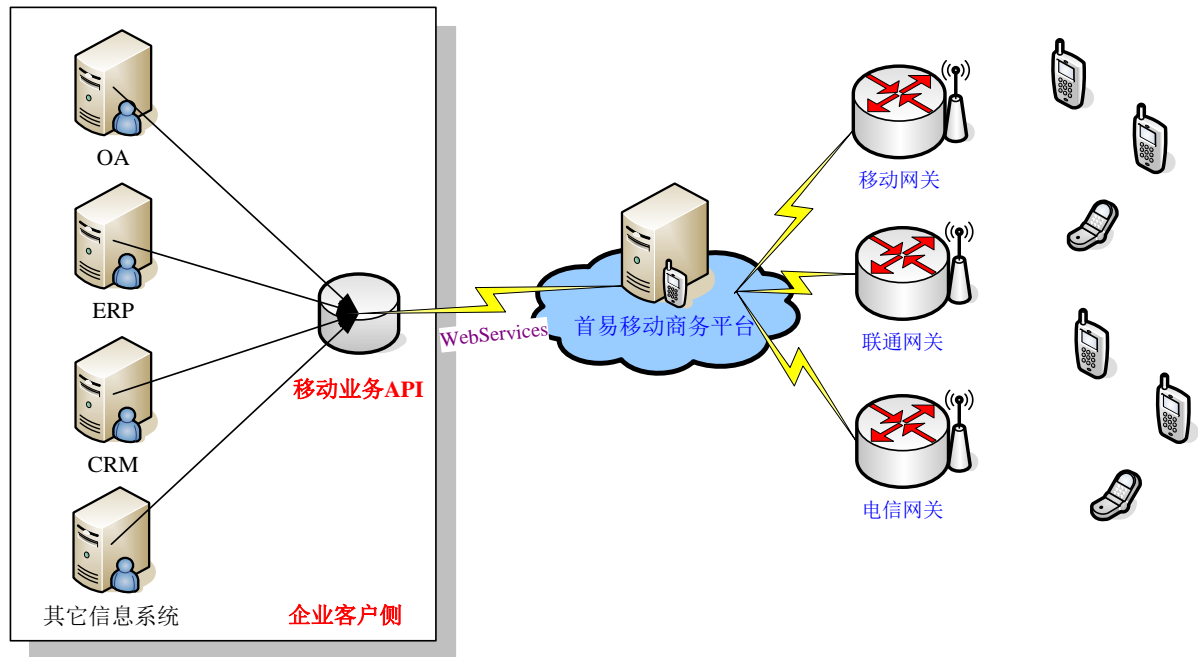 OA
ERP
CRM
其它信息系统
移动业务API
企业客户侧
WebServices
首易移动商务平台
移动网关
联通网关
电信网关